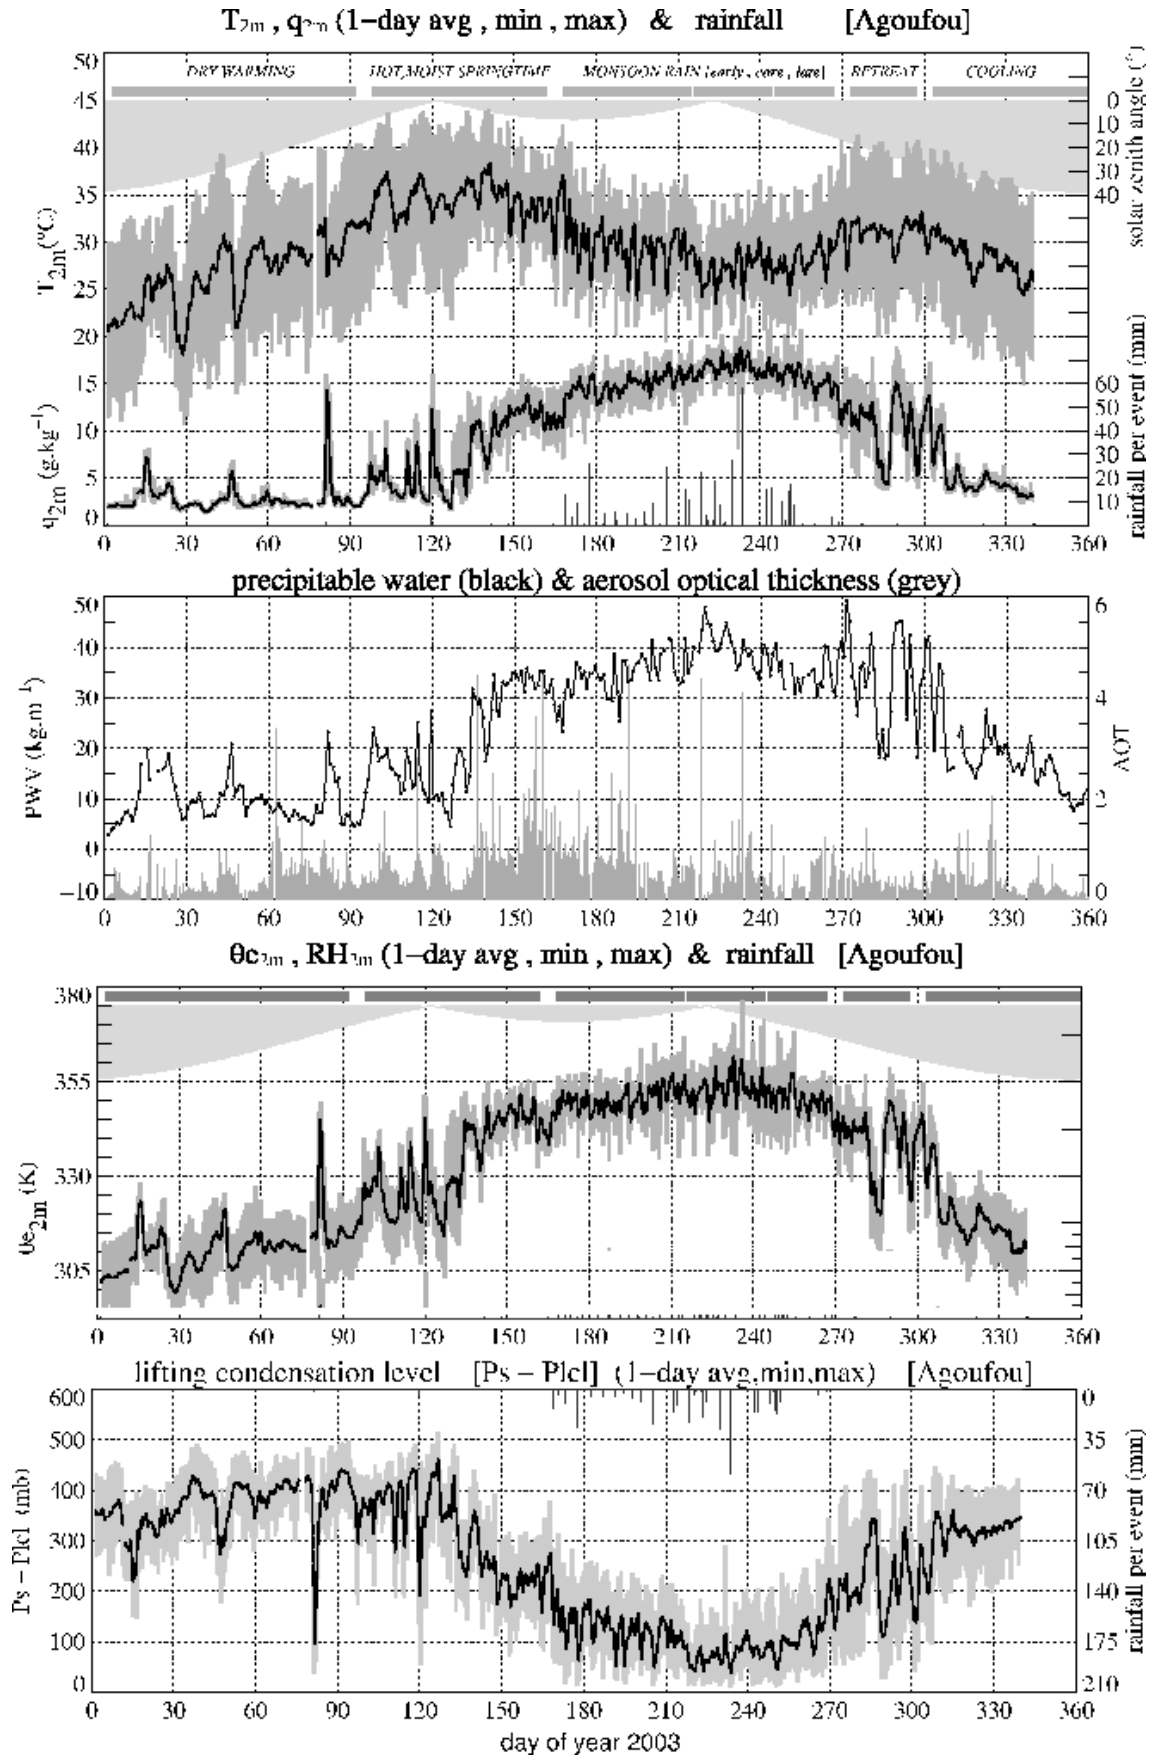 T2m , q2m (1−day avg , min , max) & rainfall [Agoufou]
DRY WARMING HOT,MOIST SPRINGTIME MONSOON RAIN [early , core , late] RETREAT COOLING
50
45
40
35
30
25
20
15
10
5
0
T2m(°C)
q2m (g.kg−1)
0
10
20
30
40
solar zenith angle (°)
60
50
40
30
20
10
rainfall per event (mm)
0 30 60 90 120 150 180 210 240 270 300 330 360
precipitable water (black) & aerosol optical thickness (grey)
50
40
30
20
10
0
−10
PWV (kg.m−1)
6
4
2
0
AOT
0 30 60 90 120 150 180 210 240 270 300 330 360
θe2m , RH2m (1−day avg , min , max) & rainfall [Agoufou]
380
355
330
305
θe2m (K)
0 30 60 90 120 150 180 210 240 270 300 330 360
lifting condensation level [Ps − Plcl] (1−day avg,min,max) [Agoufou]
600
500
400
300
200
100
0
Ps − Plcl (mb)
0
35
70
105
140
175
210
rainfall per event (mm)
0 30 60 90 120 150 180 210 240 270 300 330 360
day of year 2003